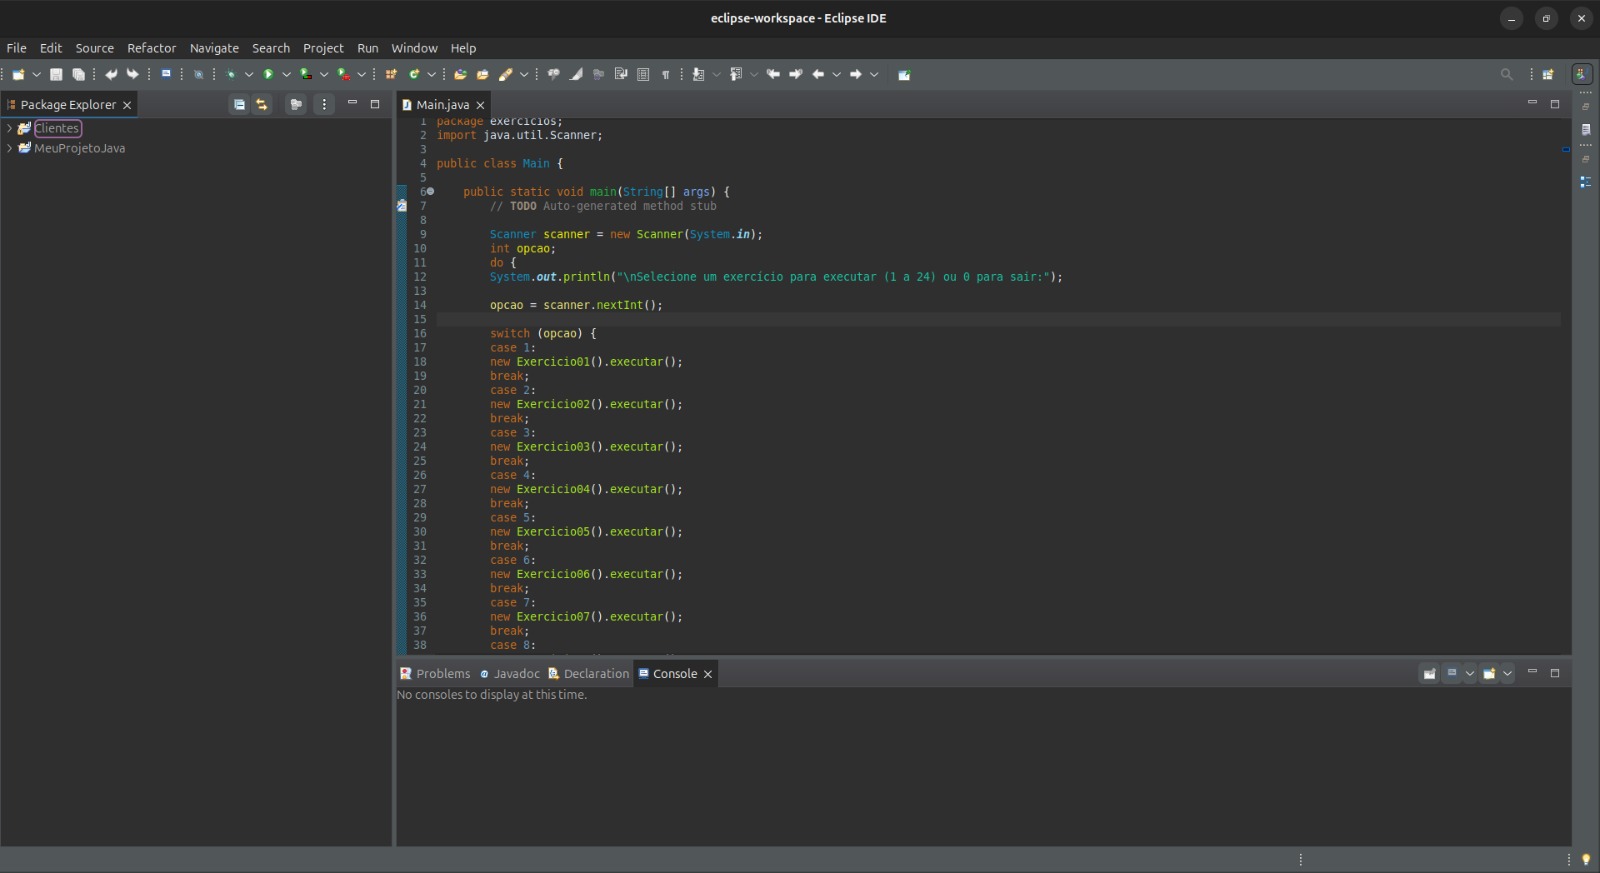 eclipse-workspace - Eclipse IDE
File Edit Source Refactor Navigate Search Project Run Window Help
Package Explorer
Clientes
MeuProjetoJava
Main.java
1 package exercicios;
2 import java.util.Scanner;
3
4 public class Main {
5
6 public static void main(String[] args) {
7 // TODO Auto-generated method stub
8
9 Scanner scanner = new Scanner(System.in);
10 int opcao;
11 do {
12 System.out.println("\nSelecione um exercício para executar (1 a 24) ou 0 para sair:");
13
14 opcao = scanner.nextInt();
15
16 switch (opcao) {
17 case 1:
18 new Exercicio01().executar();
19 break;
20 case 2:
21 new Exercicio02().executar();
22 break;
23 case 3:
24 new Exercicio03().executar();
25 break;
26 case 4:
27 new Exercicio04().executar();
28 break;
29 case 5:
30 new Exercicio05().executar();
31 break;
32 case 6:
33 new Exercicio06().executar();
34 break;
35 case 7:
36 new Exercicio07().executar();
37 break;
38 case 8:
Problems Javadoc Declaration Console
No consoles to display at this time.